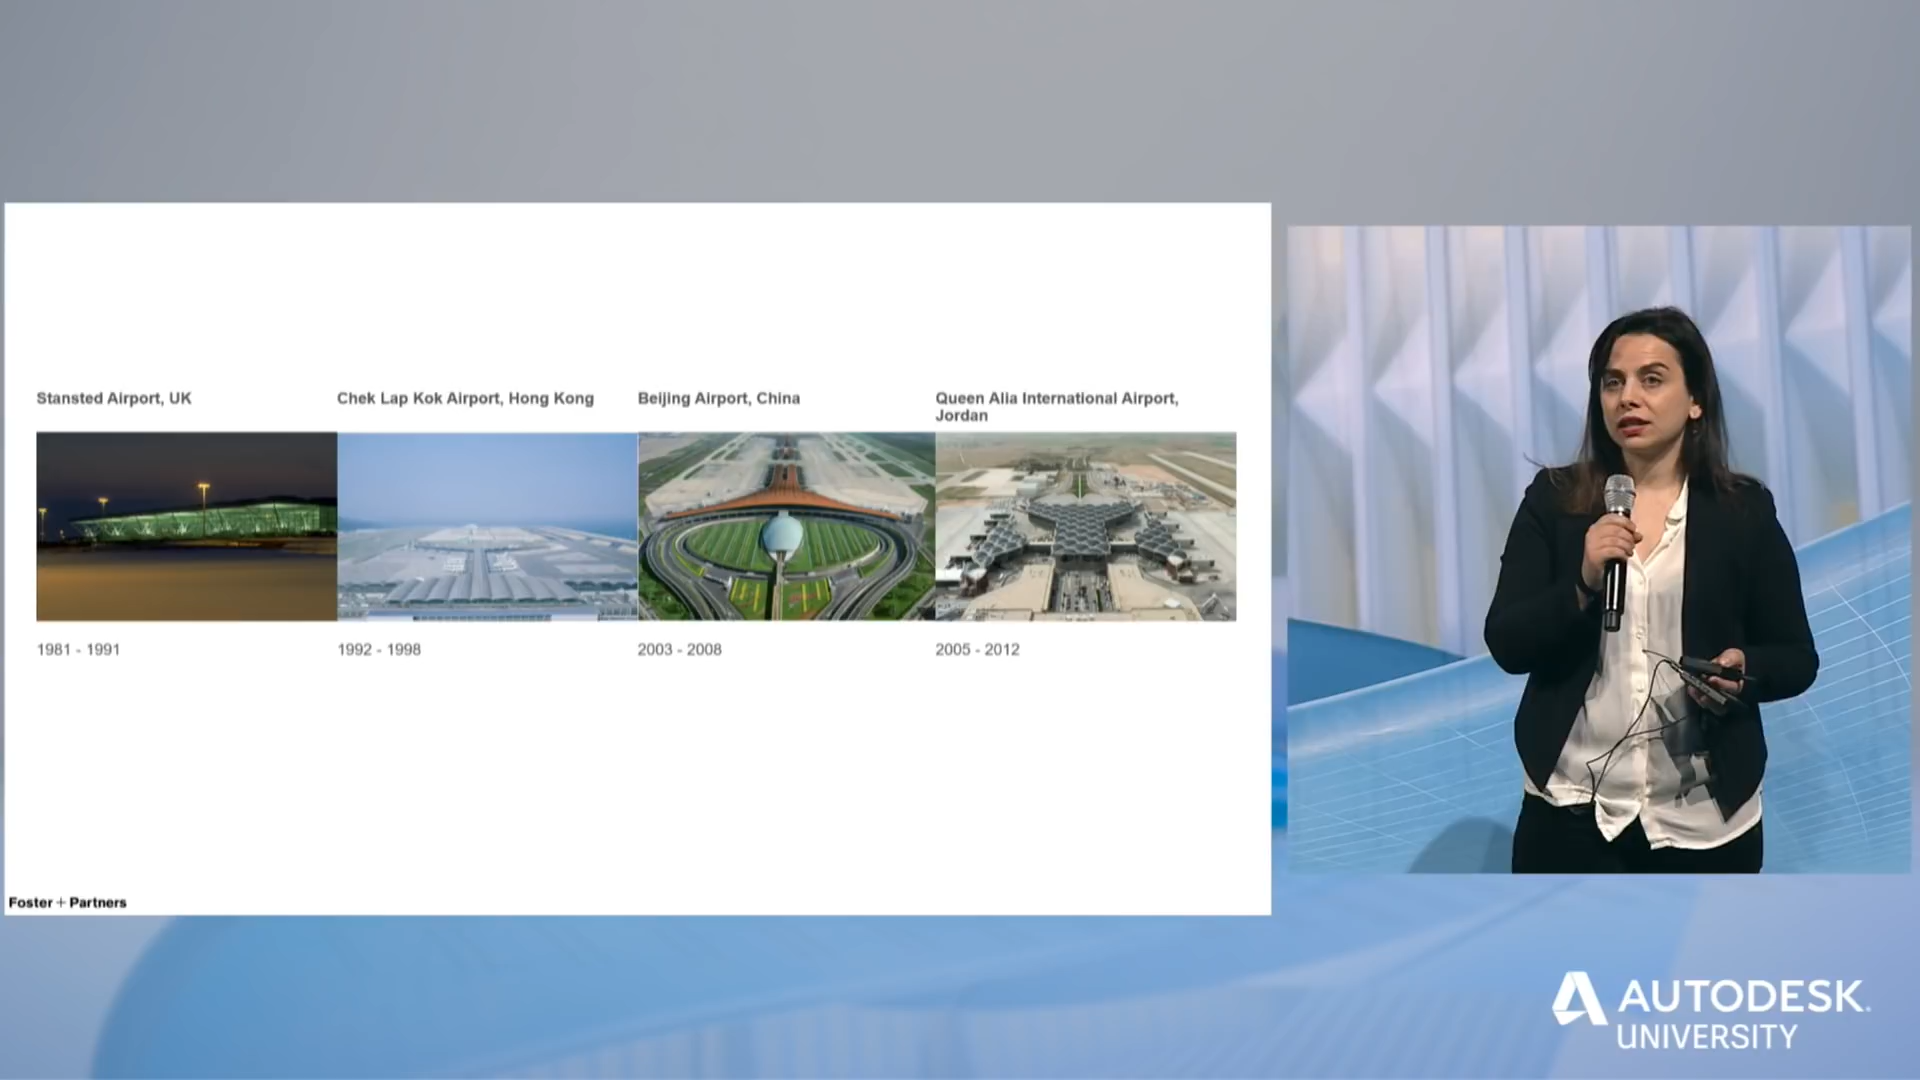 Stansted Airport, UK
Chek Lap Kok Airport, Hong Kong
Beijing Airport, China
Queen Alia International Airport,
Jordan
1981 - 1991
1992 - 1998
2003 - 2008
2005 - 2012
Foster + Partners
AUTODESK.
UNIVERSITY